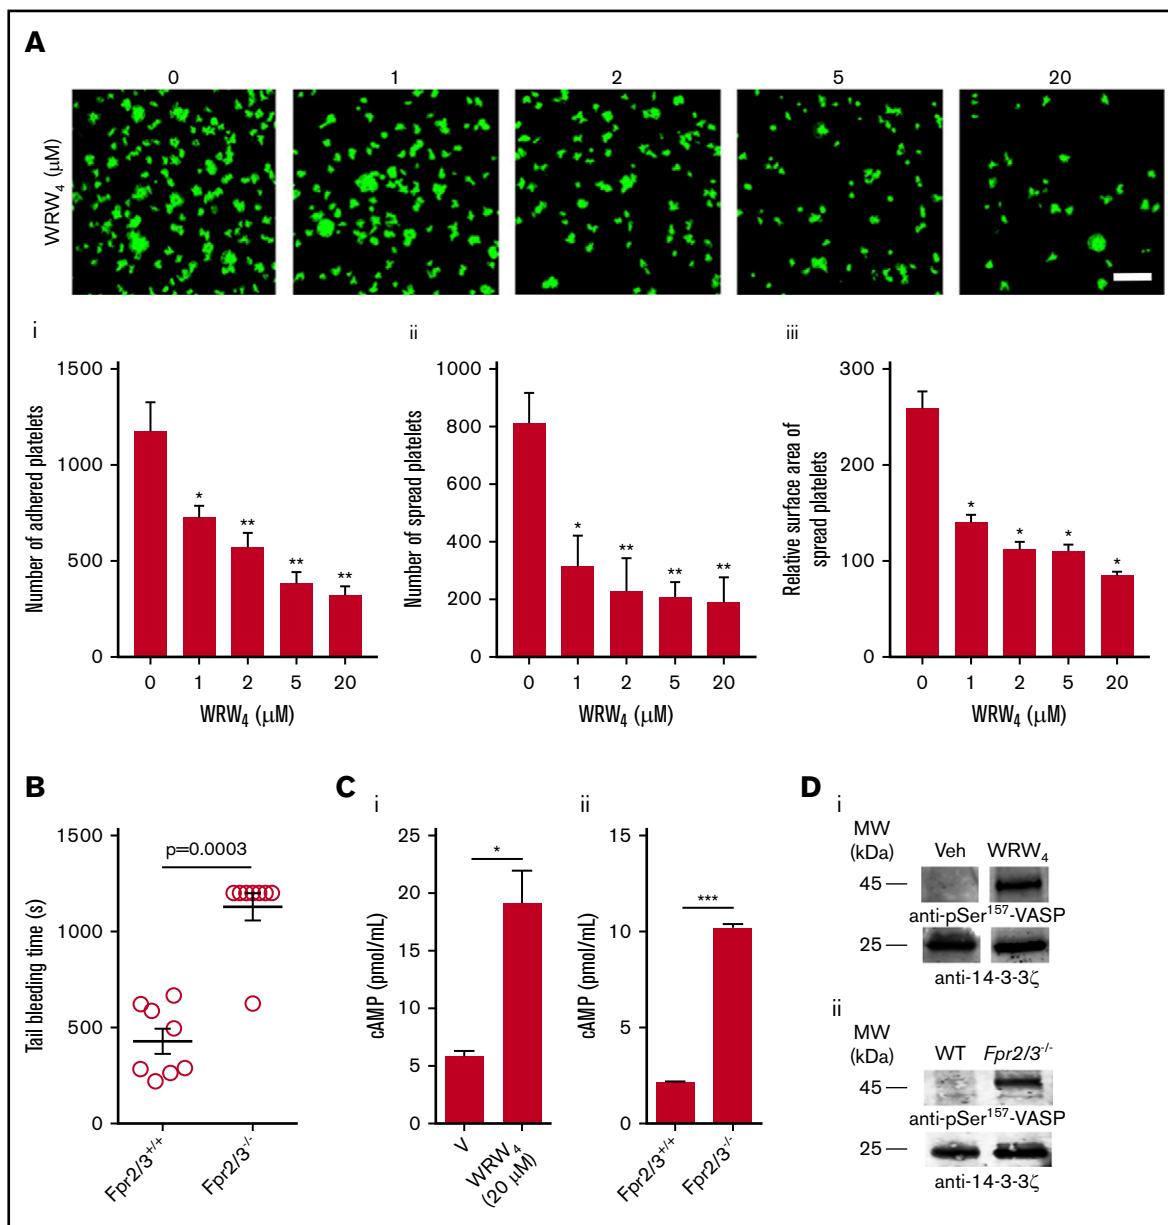 A
0 1 2 5 20
WRW4 (μM)
i
Number of adhered platelets
1500
1000
500
0
* ** ** **
0 1 2 5 20
WRW4 (μM)
ii
Number of spread platelets
1000
800
600
400
200
0
* ** ** **
0 1 2 5 20
WRW4 (μM)
iii
Relative surface area of
spread platelets
300
200
100
0
* * * *
0 1 2 5 20
WRW4 (μM)
B
Tail bleeding time (s)
1500
1000
500
0
p=0.0003
Fpr2/3+/+ Fpr2/3-/-
C
i
cAMP (pmol/mL)
25
20
15
10
5
0
*
V WRW4
(20 μM)
ii
cAMP (pmol/mL)
15
10
5
0
***
Fpr2/3+/+ Fpr2/3-/-
D
i
MW
(kDa)
Veh WRW4
45
anti-pSer157-VASP
25
anti-14-3-3ζ
ii
MW
(kDa)
WT Fpr2/3-/-
45
anti-pSer157-VASP
25
anti-14-3-3ζ